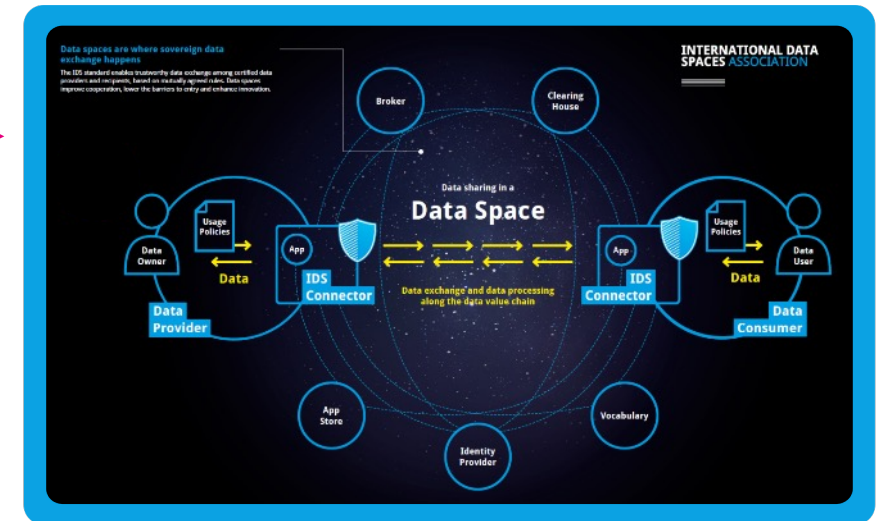 Data spaces are where sovereign data
exchange happens
The IDS standard enables trustworthy data exchange among certified data
providers and recipients, based on mutually agreed rules. Data spaces
improve cooperation, lower the barriers to entry and enhance innovation.
INTERNATIONAL DATA
SPACES ASSOCIATION
Broker
Clearing
House
Data sharing in a
Data Space
Data
Owner
Usage
Policies
Data
App
IDS
Connector
Data
Provider
Data exchange and data processing
along the data value chain
App
IDS
Connector
Usage
Policies
Data
Data
User
Data
Consumer
App
Store
Identity
Provider
Vocabulary